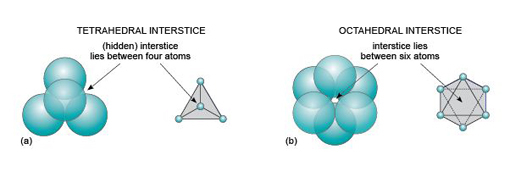 TETRAHEDRAL INTERSTICE
(hidden) interstice
lies between four atoms
(a)
OCTAHEDRAL INTERSTICE
interstice lies
between six atoms
(b)